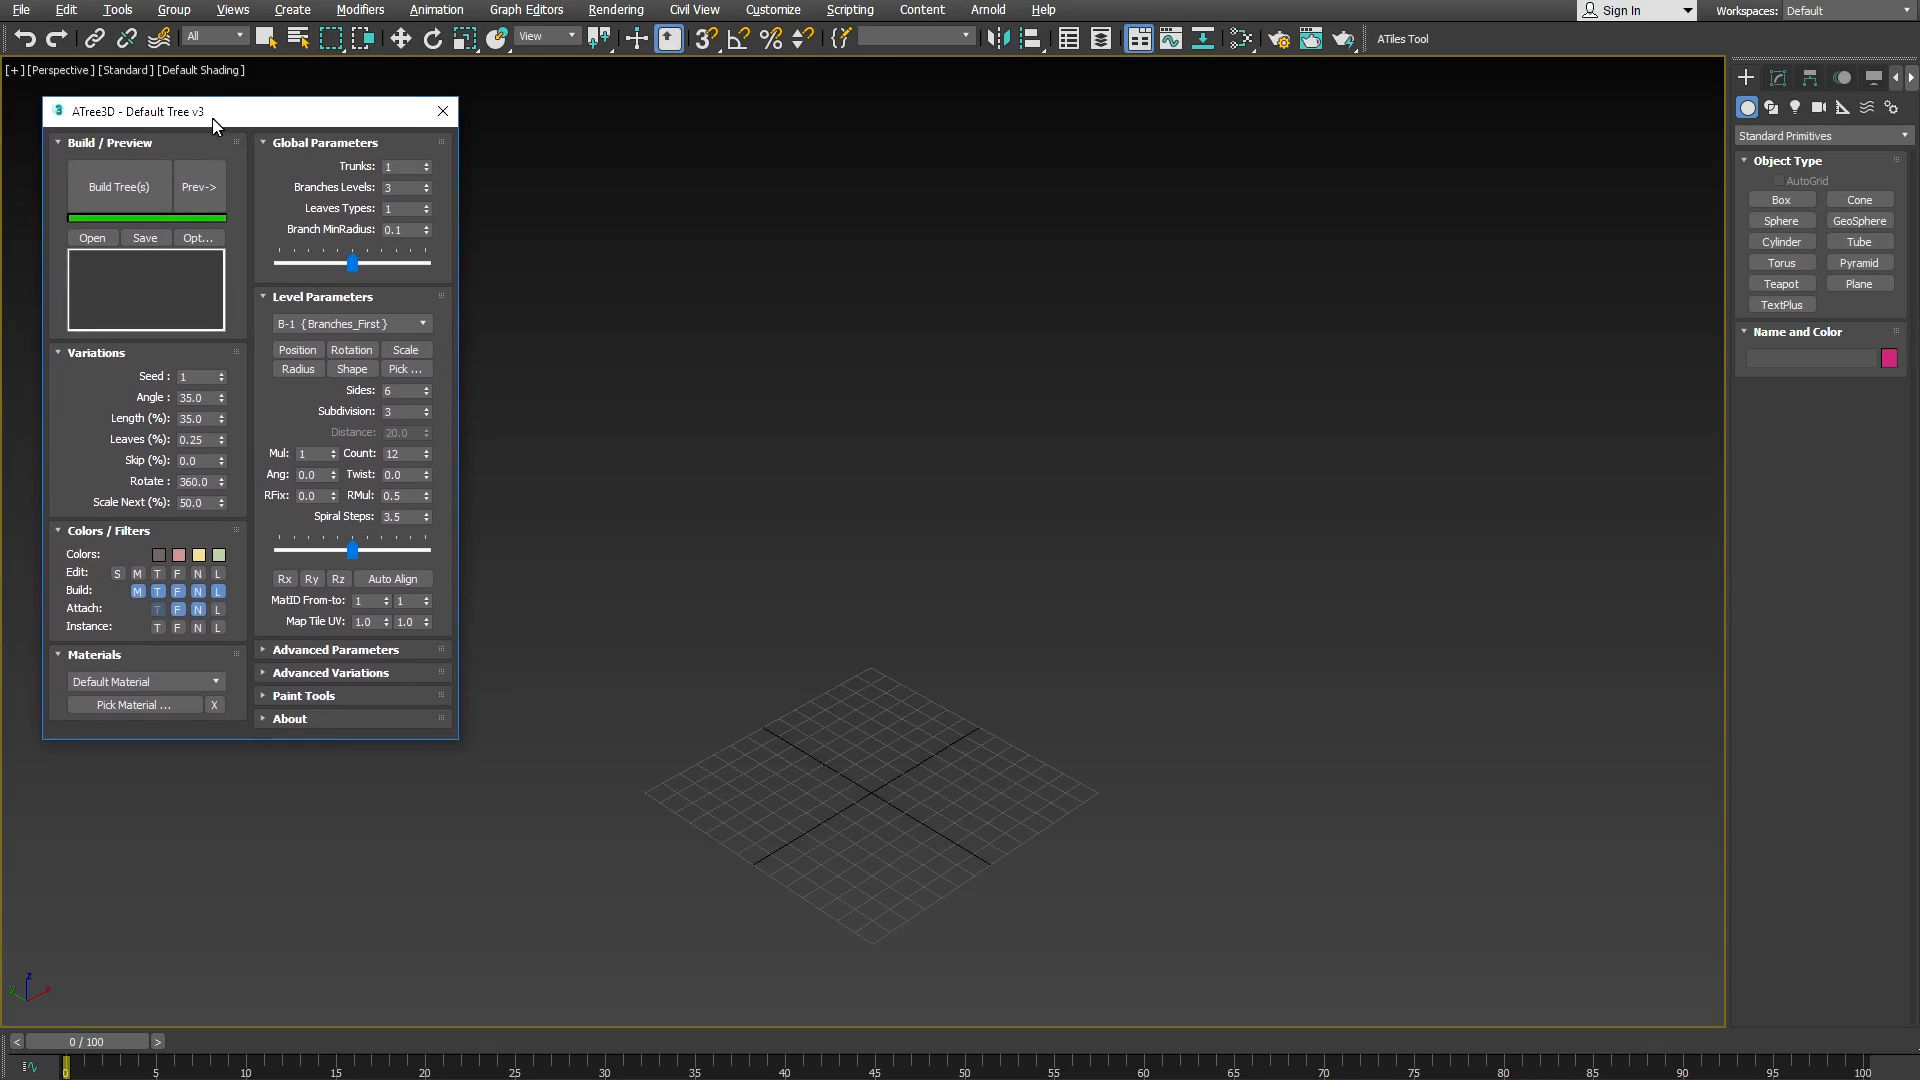 File Edit Tools Group Views Create Modifiers Animation Graph Editors Rendering Civil View Customize Scripting Content Arnold Help Sign In Workspaces: Default
All View ATiles Tool
[+] [Perspective] [Standard] [Default Shading]
ATree3D - Default Tree v3
Build / Preview
Build Tree(s) Prev->
Open Save Opt...
Variations
Seed : 1
Angle : 35.0
Length (%): 35.0
Leaves (%): 0.25
Skip (%): 0.0
Rotate : 360.0
Scale Next (%): 50.0
Colors / Filters
Colors:
Edit: S M T F N L
Build: M T F N L
Attach: T F N L
Instance: T F N L
Materials
Default Material
Pick Material ... X
Global Parameters
Trunks: 1
Branches Levels: 3
Leaves Types: 1
Branch MinRadius: 0.1
Level Parameters
B-1 {Branches_First}
Position Rotation Scale
Radius Shape Pick ...
Sides: 6
Subdivision: 3
Distance: 20.0
Mul: 1 Count: 12
Ang: 0.0 Twist: 0.0
RFix: 0.0 RMul: 0.5
Spiral Steps: 3.5
Rx Ry Rz Auto Align
MatID From-to: 1 1
Map Tile UV: 1.0 1.0
Advanced Parameters
Advanced Variations
Paint Tools
About
Standard Primitives
Object Type
AutoGrid
Box Cone
Sphere GeoSphere
Cylinder Tube
Torus Pyramid
Teapot Plane
TextPlus
Name and Color
z
y x
< 0 / 100 >
0 5 10 15 20 25 30 35 40 45 50 55 60 65 70 75 80 85 90 95 100